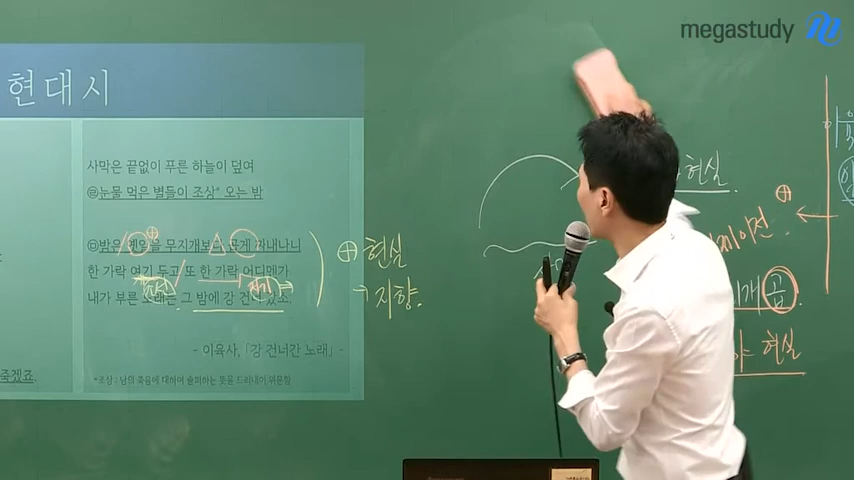 megastudy
현대시
사막은 끝없이 푸른 하늘이 덮여
㉣눈물 먹은 별들이 조상* 오는 밤
㉤밤은 옛일을 무지개보다 곱게 짜내나니
한 가락 여기 두고 또 한 가락 어디멘가
내가 부른 노래는 그 밤에 강 건너 갔소.
- 이육사, 「강 건너간 노래」 -
*조상 : 남의 죽음에 대하여 슬퍼하는 뜻을 드러내어 위문함
죽겠죠.
⊕ 현실
→ 지향.
현실
⊕
이전
곱
현실